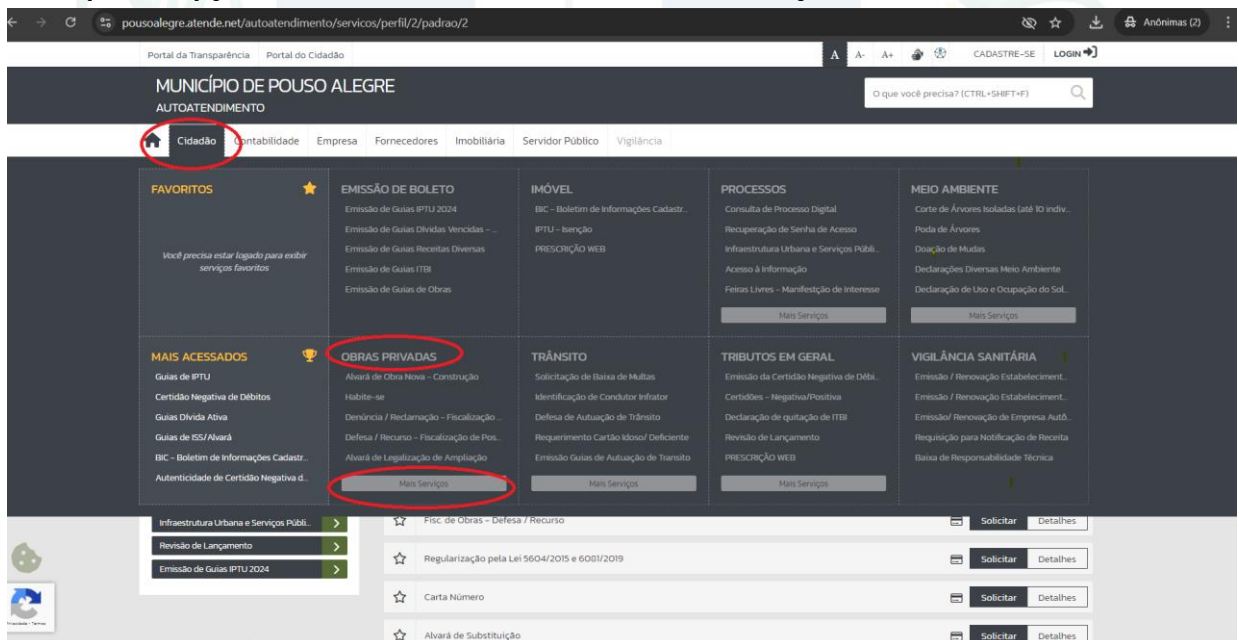 pousoalegre.atende.net/autoatendimento/servicos/perfil/2/padrao/2
Anônimas (2)
Portal da Transparência Portal do Cidadão
A A- A+ CADASTRE-SE LOGIN
MUNICÍPIO DE POUSO ALEGRE
AUTOATENDIMENTO
O que você precisa? (CTRL+SHIFT+F)
Cidadão Contabilidade Empresa Fornecedores Imobiliária Servidor Público Vigilância
FAVORITOS
Você precisa estar logado para exibir
serviços favoritos
EMISSÃO DE BOLETO
Emissão de Guias IPTU 2024
Emissão de Guias Dívidas Vencidas - ...
Emissão de Guias Receitas Diversas
Emissão de Guias ITBI
Emissão de Guias de Obras
IMÓVEL
BIC - Boletim de Informações Cadastr...
IPTU - Isenção
PRESCRIÇÃO WEB
PROCESSOS
Consulta de Processo Digital
Recuperação de Senha de Acesso
Infraestrutura Urbana e Serviços Públi...
Acesso à Informação
Feiras Livres - Manifestção de Interesse
Mais Serviços
MEIO AMBIENTE
Corte de Árvores Isoladas (até 10 indiv...
Poda de Árvores
Doação de Mudas
Declarações Diversas Meio Ambiente
Declaração de Uso e Ocupação do Sol...
Mais Serviços
MAIS ACESSADOS
Guias de IPTU
Certidão Negativa de Débitos
Guias Dívida Ativa
Guias de ISS/Alvará
BIC - Boletim de Informações Cadastr...
Autenticidade de Certidão Negativa d...
OBRAS PRIVADAS
Alvará de Obra Nova - Construção
Habite-se
Denúncia / Reclamação - Fiscalização ...
Defesa / Recurso - Fiscalização de Pos...
Alvará de Legalização de Ampliação
Mais Serviços
TRÂNSITO
Solicitação de Baixa de Multas
Identificação de Condutor Infrator
Defesa de Autuação de Trânsito
Requerimento Cartão Idoso/ Deficiente
Emissão Guias de Autuação de Transito
Mais Serviços
TRIBUTOS EM GERAL
Emissão da Certidão Negativa de Débi...
Certidões - Negativa/Positiva
Declaração de quitação de ITBI
Revisão de Lançamento
PRESCRIÇÃO WEB
Mais Serviços
VIGILÂNCIA SANITÁRIA
Emissão / Renovação Estabeleciment...
Emissão / Renovação Estabeleciment...
Emissão/ Renovação de Empresa Autô...
Requisição para Notificação de Receita
Baixa de Responsabilidade Técnica
Infraestrutura Urbana e Serviços Públi...
Revisão de Lançamento
Emissão de Guias IPTU 2024
Fisc. de Obras - Defesa / Recurso Solicitar Detalhes
Regularização pela Lei 5604/2015 e 6081/2019 Solicitar Detalhes
Carta Número Solicitar Detalhes
Alvará de Substituição Solicitar Detalhes
Privacidade - Termos